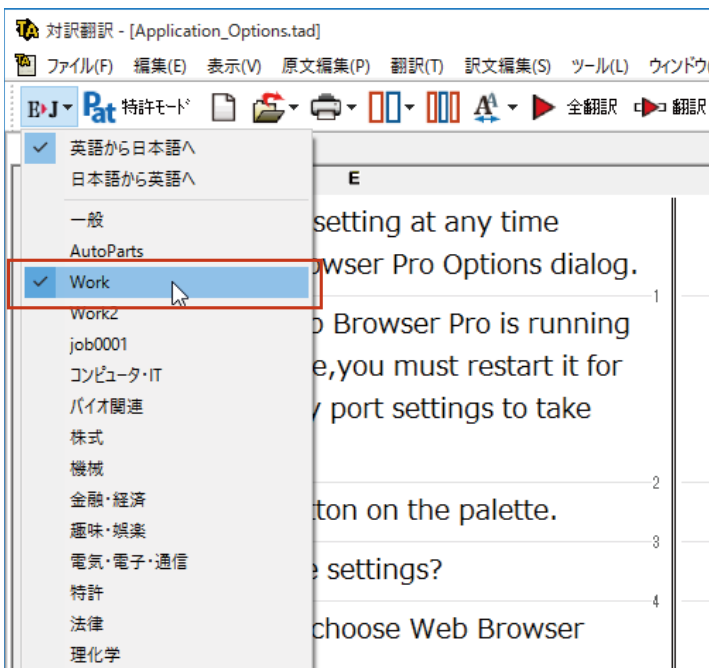 対訳翻訳 - [Application_Options.tad]
ファイル(F) 編集(E) 表示(V) 原文編集(P) 翻訳(T) 訳文編集(S) ツール(L) ウィンドウ(
E▸J Pat 特許モード 全翻訳 翻訳
英語から日本語へ
日本語から英語へ
E
一般
AutoParts
Work
Work2
job0001
コンピュータ・IT
バイオ関連
株式
機械
金融・経済
趣味・娯楽
電気・電子・通信
特許
法律
理化学
setting at any time
wser Pro Options dialog.
1
Browser Pro is running
e,you must restart it for
port settings to take
2
ton on the palette.
3
settings?
4
choose Web Browser